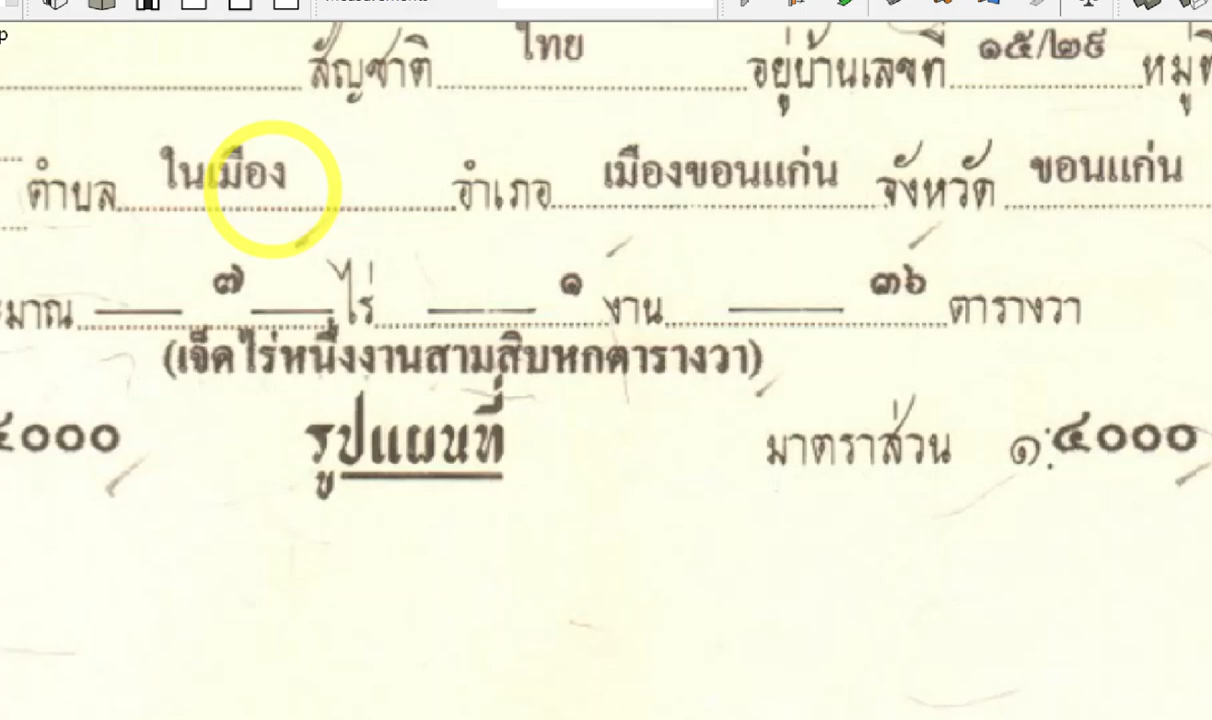 p
สัญชาติ ไทย อยู่บ้านเลขที่ ๑๕/๒๙
ตำบล ในเมือง อำเภอ เมืองขอนแก่น จังหวัด ขอนแก่น
๗ ไร่ ๑ งาน ๓๖ ตารางวา
(เจ็ดไร่หนึ่งงานสามสิบหกตารางวา)
๔๐๐๐ รูปแผนที่ มาตราส่วน ๑:๔๐๐๐